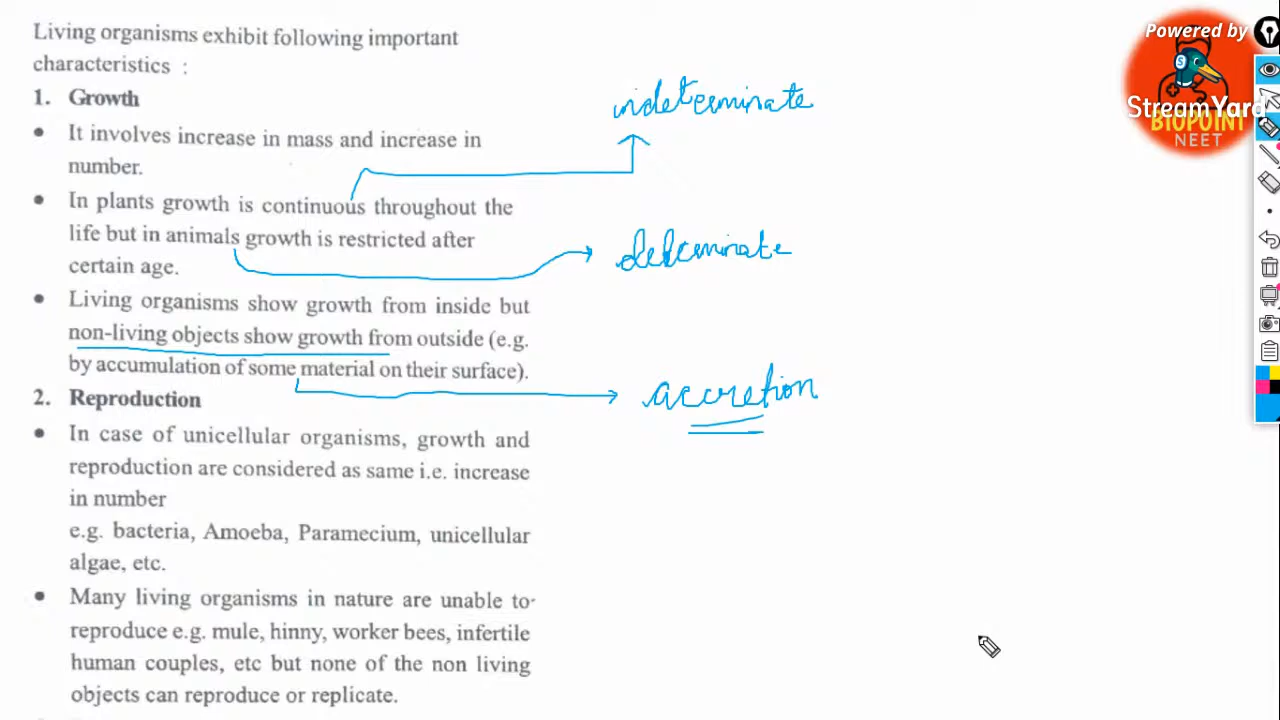 Living organisms exhibit following important
characteristics :
1. Growth
• It involves increase in mass and increase in
number.
• In plants growth is continuous throughout the
life but in animals growth is restricted after
certain age.
• Living organisms show growth from inside but
non-living objects show growth from outside (e.g.
by accumulation of some material on their surface).
2. Reproduction
• In case of unicellular organisms, growth and
reproduction are considered as same i.e. increase
in number
e.g. bacteria, Amoeba, Paramecium, unicellular
algae, etc.
• Many living organisms in nature are unable to
reproduce e.g. mule, hinny, worker bees, infertile
human couples, etc but none of the non living
objects can reproduce or replicate.
indeterminate
determinate
accretion
Powered by
StreamYard
BIOPOINT
NEET